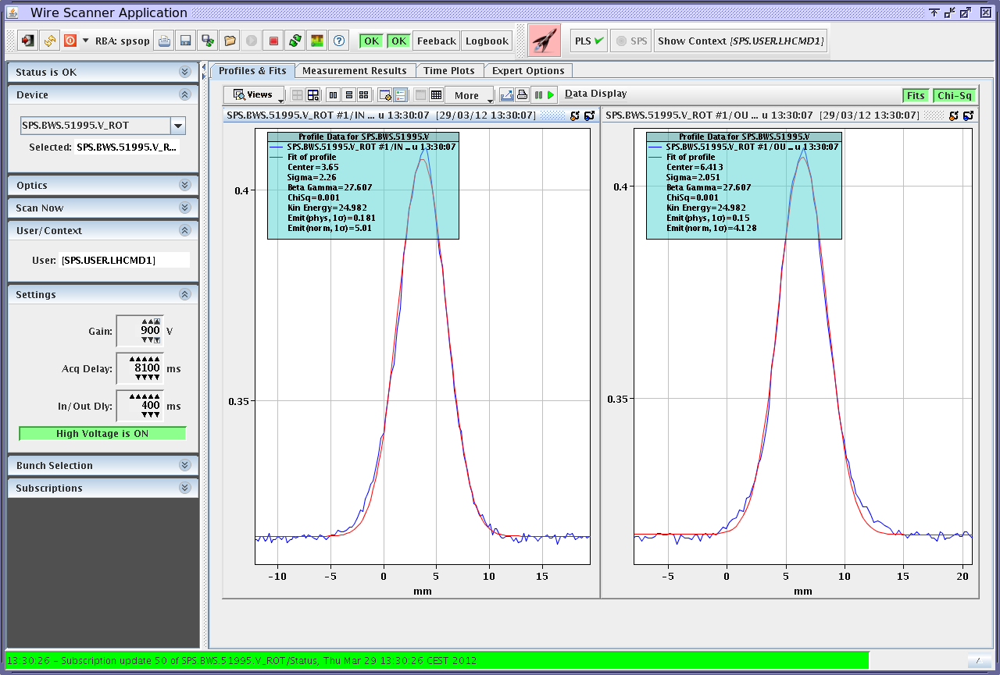 Wire Scanner Application
RBA: spsop OK OK Feeback Logbook PLS SPS Show Context [SPS.USER.LHCMD1]
Status is OK
Device
SPS.BWS.51995.V_ROT
Selected: SPS.BWS.51995.V_R...
Optics
Scan Now
User/Context
User: [SPS.USER.LHCMD1]
Settings
Gain: 900 V
Acq Delay: 8100 ms
In/Out Dly: 400 ms
High Voltage is ON
Bunch Selection
Subscriptions
Profiles & Fits Measurement Results Time Plots Expert Options
Views More Data Display Fits Chi-Sq
SPS.BWS.51995.V_ROT #1/IN ... u 13:30:07 [29/03/12 13:30:07]
Profile Data for SPS.BWS.51995.V
SPS.BWS.51995.V_ROT #1/IN ... u 13:30:07
Fit of profile
Center=3.65
Sigma=2.26
Beta Gamma=27.607
ChiSq=0.001
Kin Energy=24.982
Emit(phys, 1σ)=0.181
Emit(norm, 1σ)=5.01
0.4
0.35
-10 -5 0 5 10 15
mm
SPS.BWS.51995.V_ROT #1/OU ... u 13:30:07 [29/03/12 13:30:07]
Profile Data for SPS.BWS.51995.V
SPS.BWS.51995.V_ROT #1/OU ... u 13:30:07
Fit of profile
Center=6.413
Sigma=2.051
Beta Gamma=27.607
ChiSq=0.001
Kin Energy=24.982
Emit(phys, 1σ)=0.15
Emit(norm, 1σ)=4.128
0.4
0.35
-5 0 5 10 15 20
mm
13:30:26 - Subscription update 50 of SPS.BWS.51995.V_ROT/Status, Thu Mar 29 13:30:26 CEST 2012